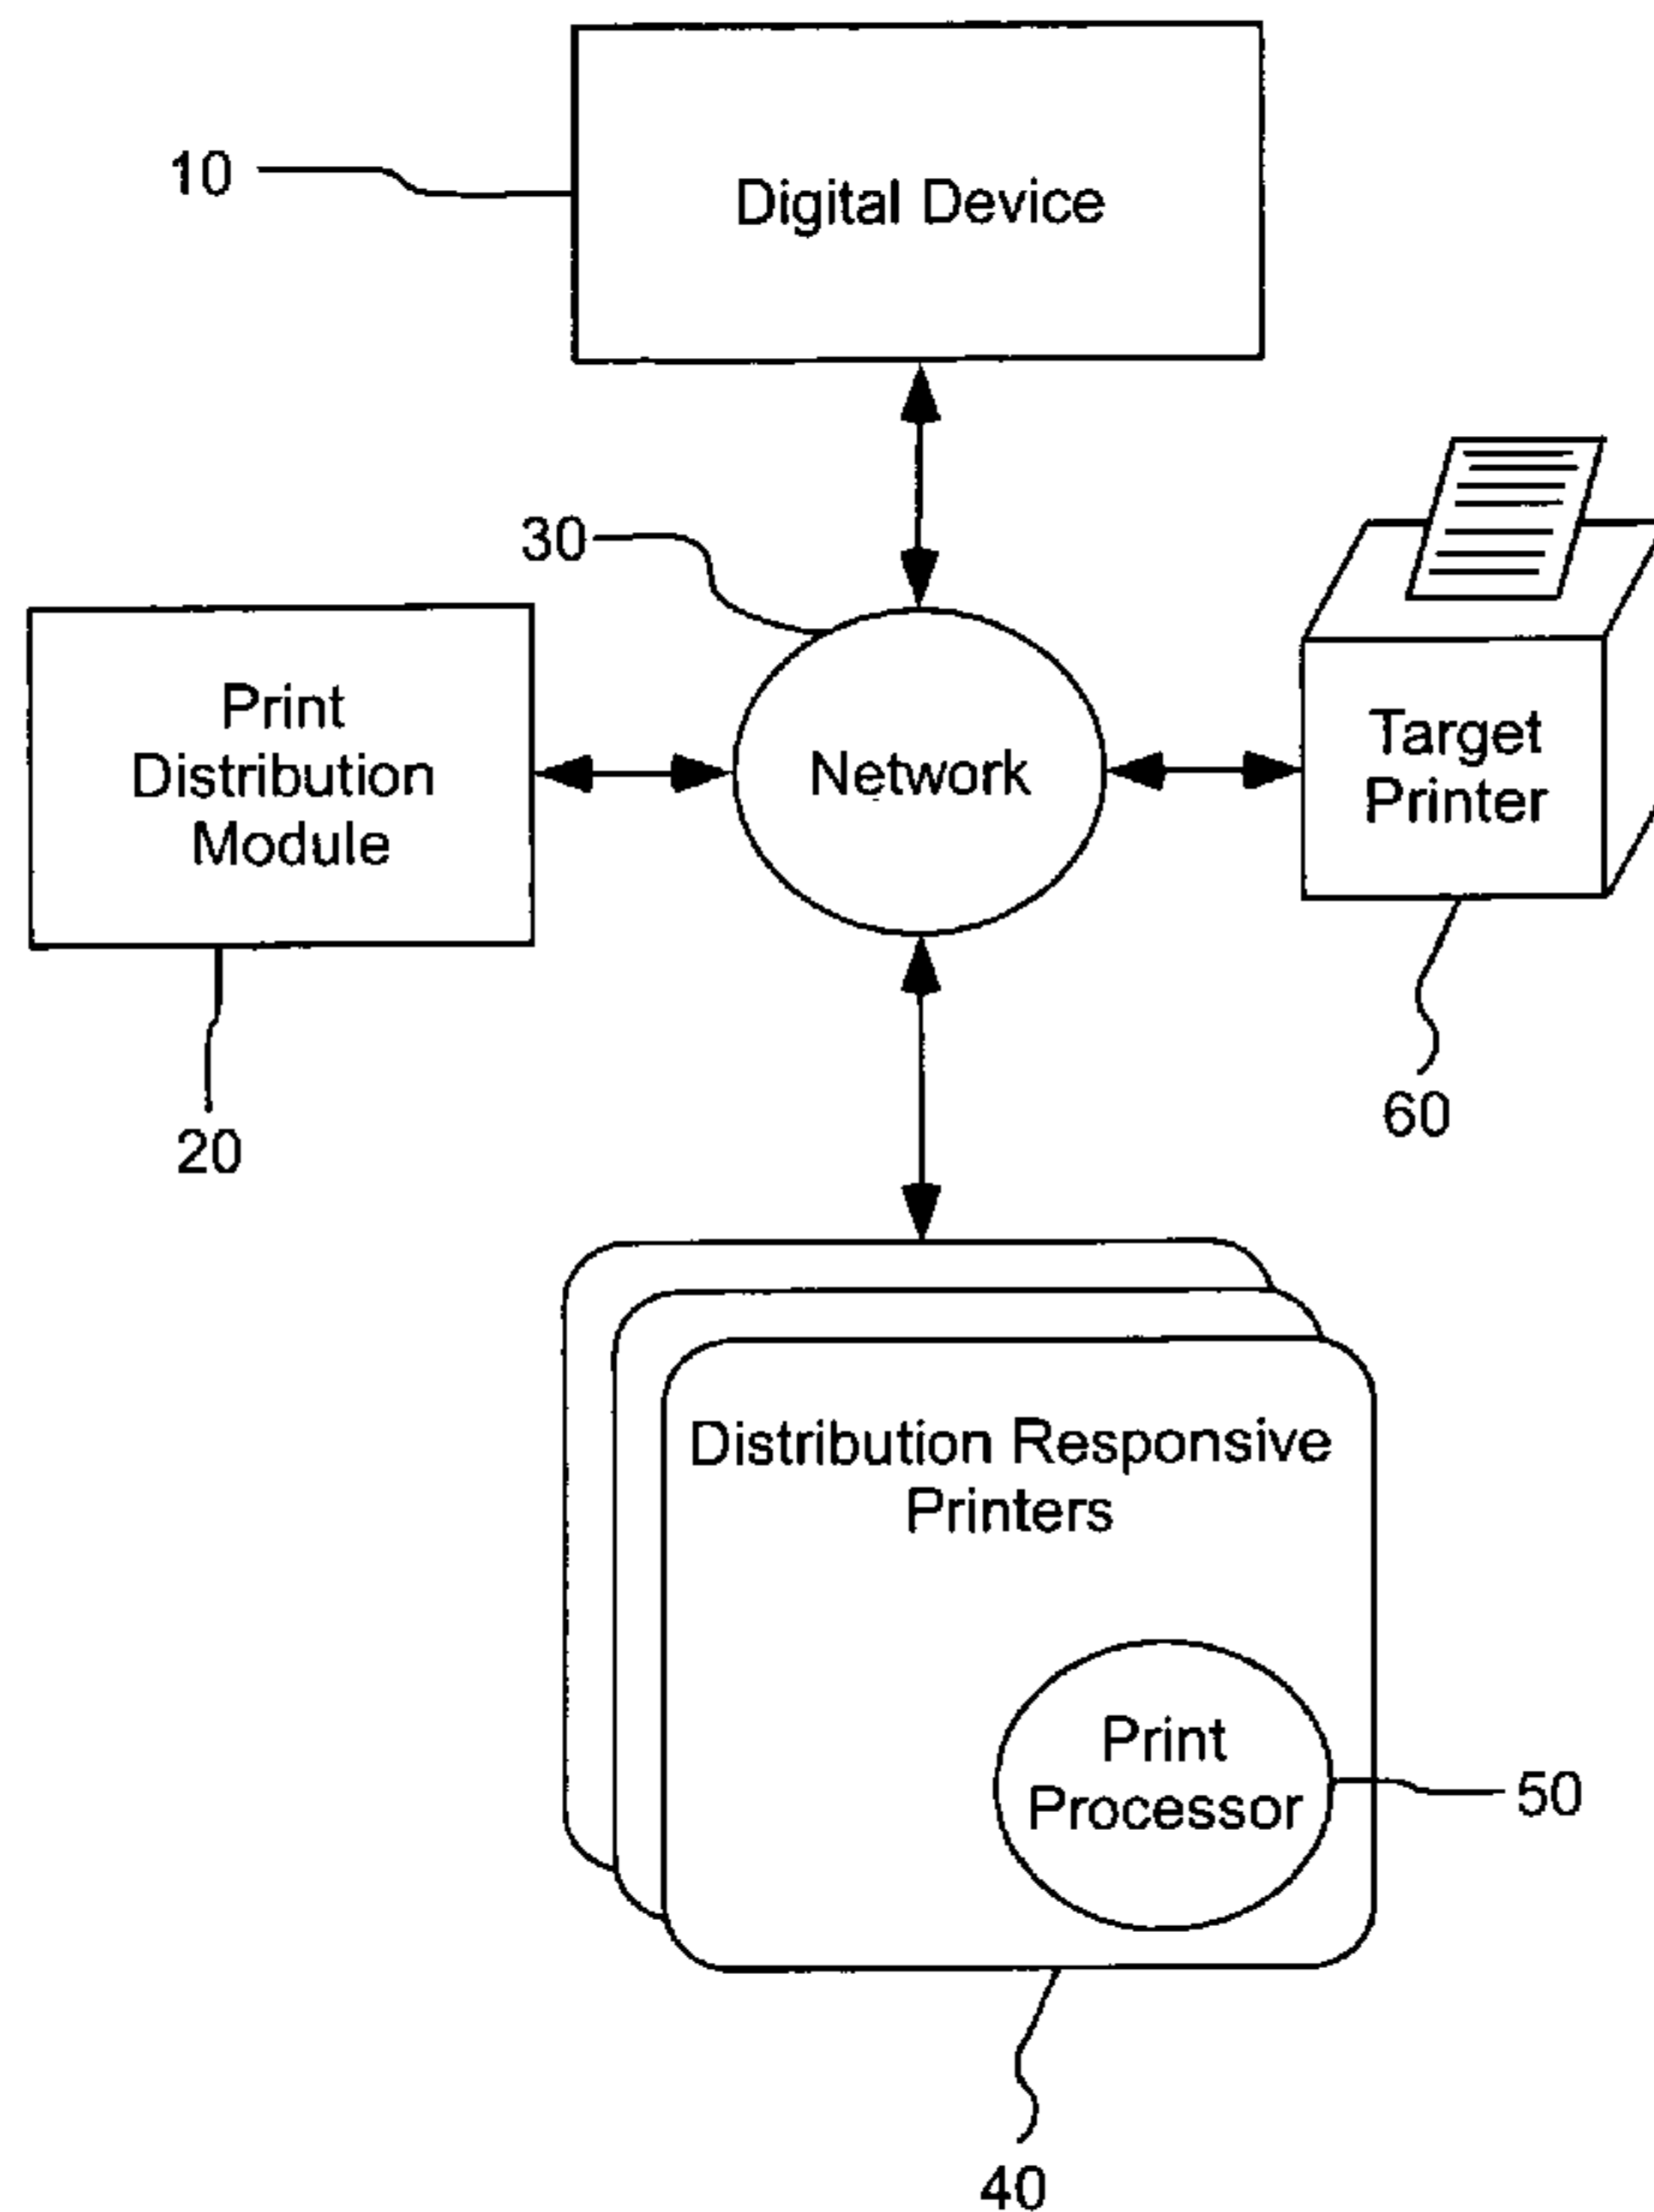 10
Digital Device
30
Print
Distribution
Module
Network
Target
Printer
20
60
Distribution Responsive
Printers
Print
Processor
50
40